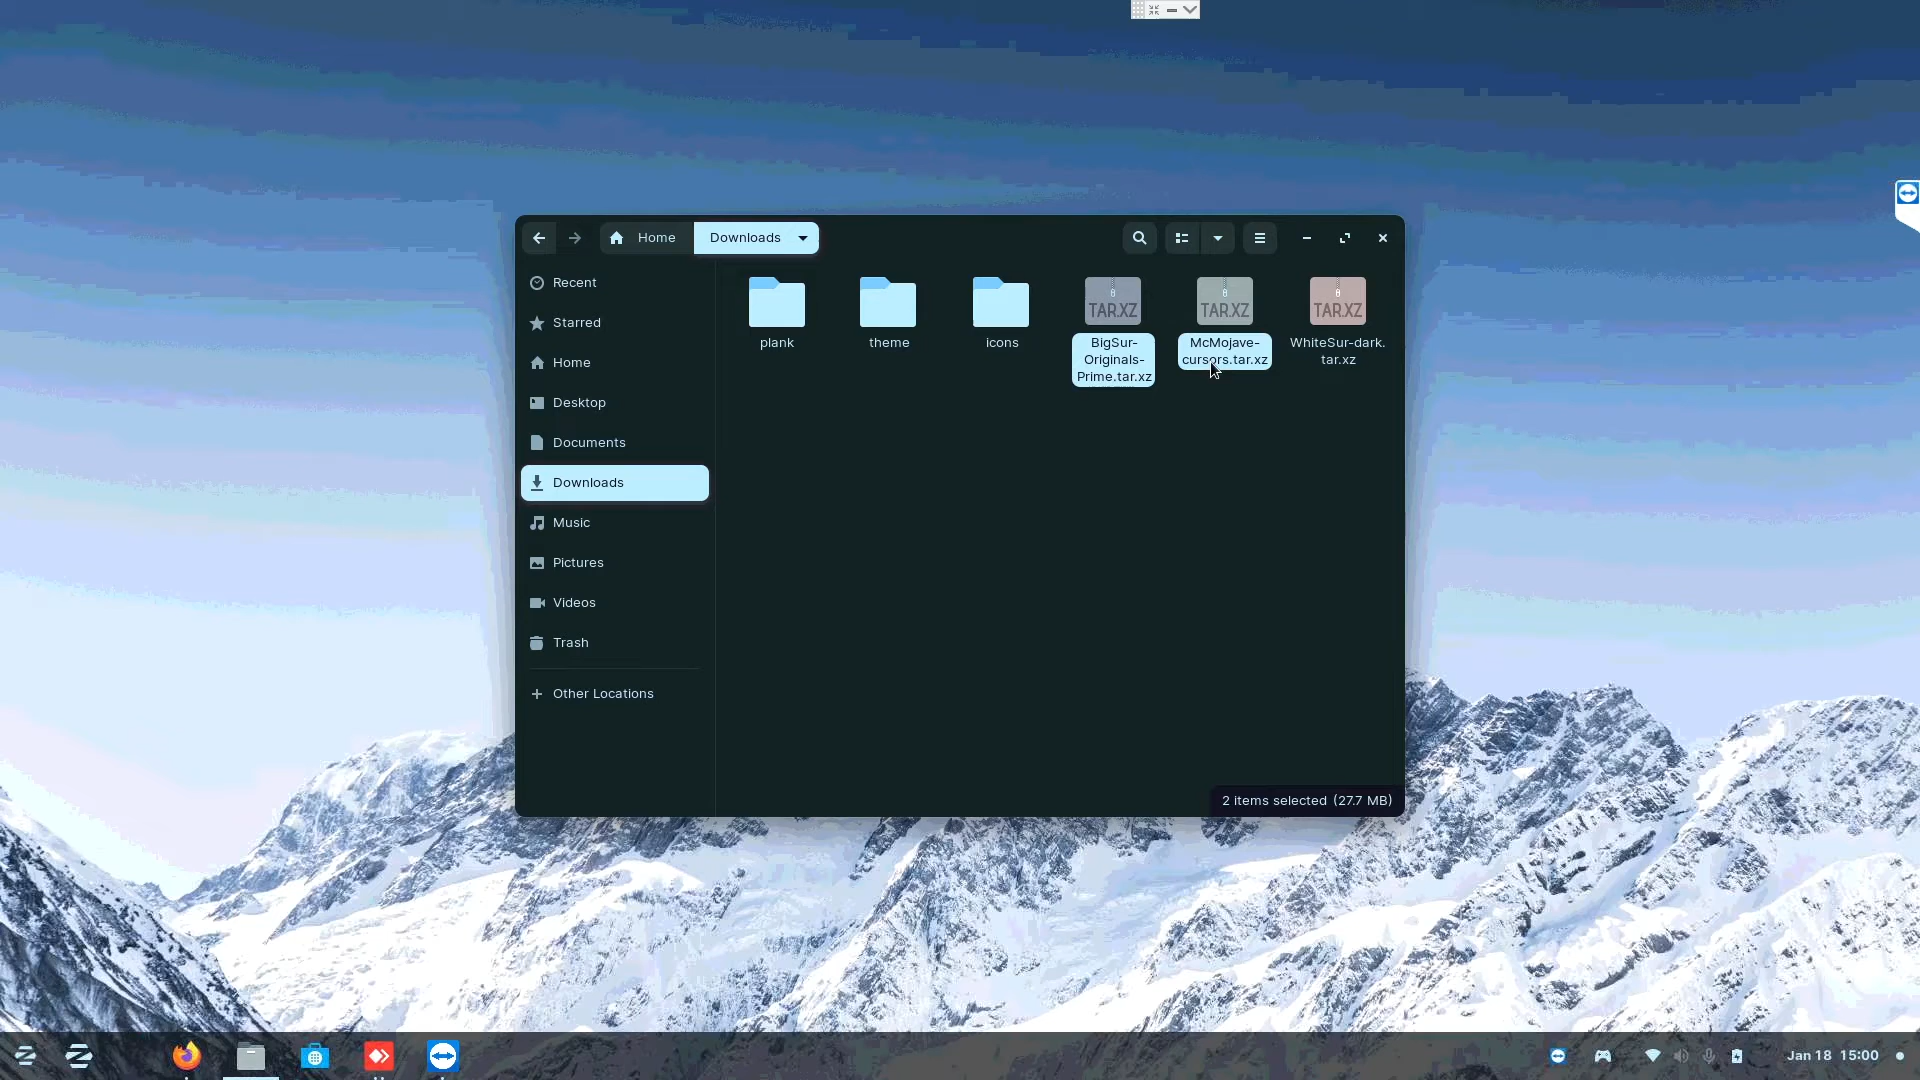 Home
Downloads
Recent
Starred
Home
Desktop
Documents
Downloads
Music
Pictures
Videos
Trash
Other Locations
plank
theme
icons
TAR.XZ
BigSur-
Originals-
Prime.tar.xz
TAR.XZ
McMojave-
cursors.tar.xz
TAR.XZ
WhiteSur-dark.
tar.xz
2 items selected (27.7 MB)
Jan 18 15:00